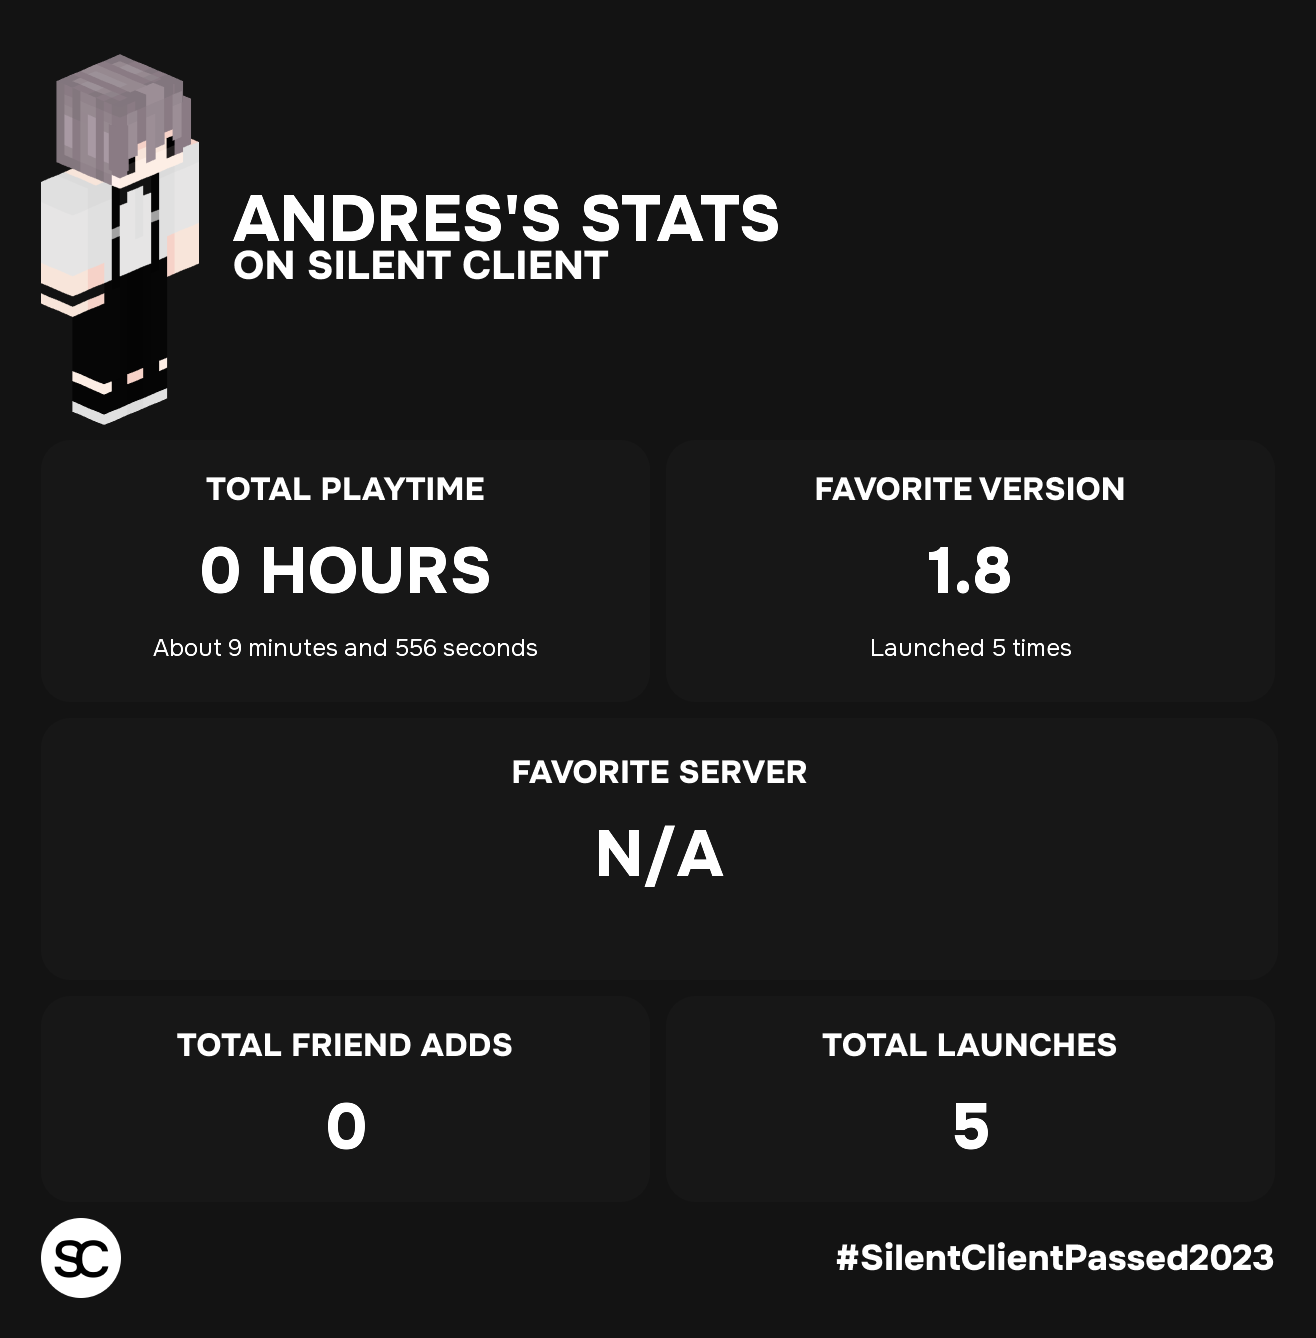 ANDRES'S STATS
ON SILENT CLIENT
TOTAL PLAYTIME
0 HOURS
About 9 minutes and 556 seconds
FAVORITE VERSION
1.8
Launched 5 times
FAVORITE SERVER
N/A
TOTAL FRIEND ADDS
0
TOTAL LAUNCHES
5
SC
#SilentClientPassed2023